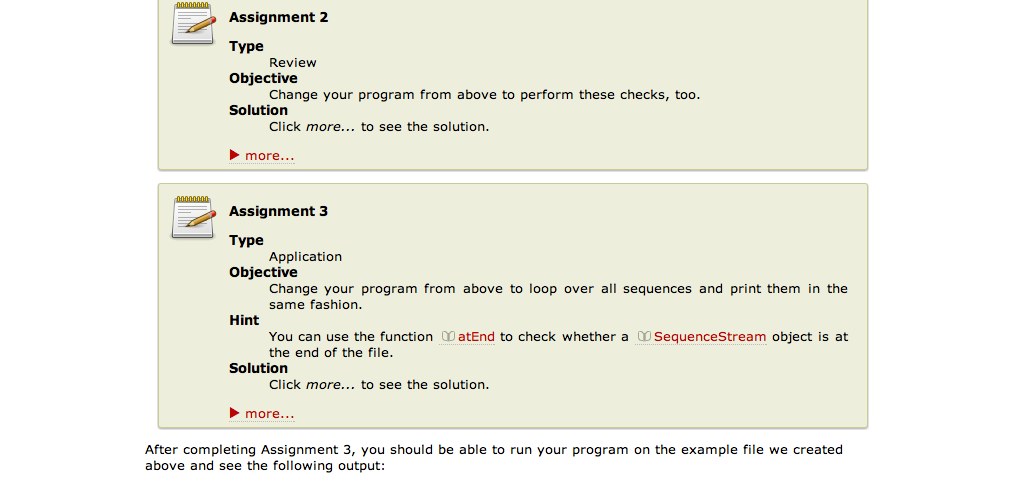 Assignment 2
Type
Review
Objective
Change your program from above to perform these checks, too.
Solution
Click more... to see the solution.
more...
Assignment 3
Type
Application
Objective
Change your program from above to loop over all sequences and print them in the
same fashion.
Hint
You can use the function atEnd to check whether a SequenceStream object is at
the end of the file.
Solution
Click more... to see the solution.
more...
After completing Assignment 3, you should be able to run your program on the example file we created
above and see the following output: